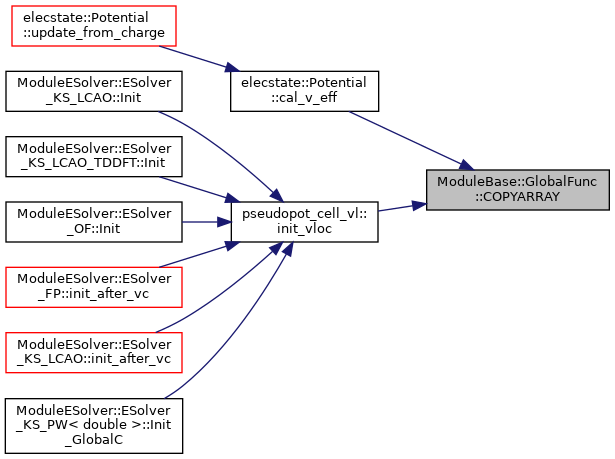 elecstate::Potential
::update_from_charge
ModuleESolver::ESolver
_KS_LCAO::Init
ModuleESolver::ESolver
_KS_LCAO_TDDFT::Init
ModuleESolver::ESolver
_OF::Init
ModuleESolver::ESolver
_FP::init_after_vc
ModuleESolver::ESolver
_KS_LCAO::init_after_vc
ModuleESolver::ESolver
_KS_PW< double >::Init
_GlobalC
elecstate::Potential
::cal_v_eff
pseudopot_cell_vl::
init_vloc
ModuleBase::GlobalFunc
::COPYARRAY